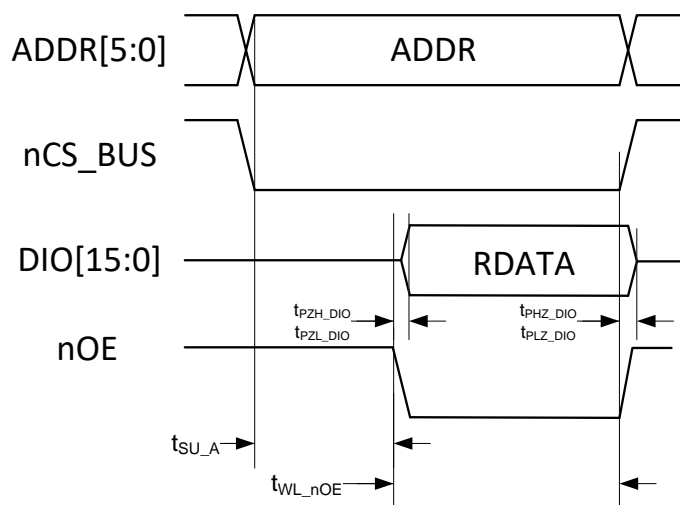 ADDR[5:0]
ADDR
nCS_BUS
DIO[15:0]
RDATA
tPZH_DIO
tPHZ_DIO
tPZL_DIO
tPLZ_DIO
nOE
tSU_A
tWL_nOE